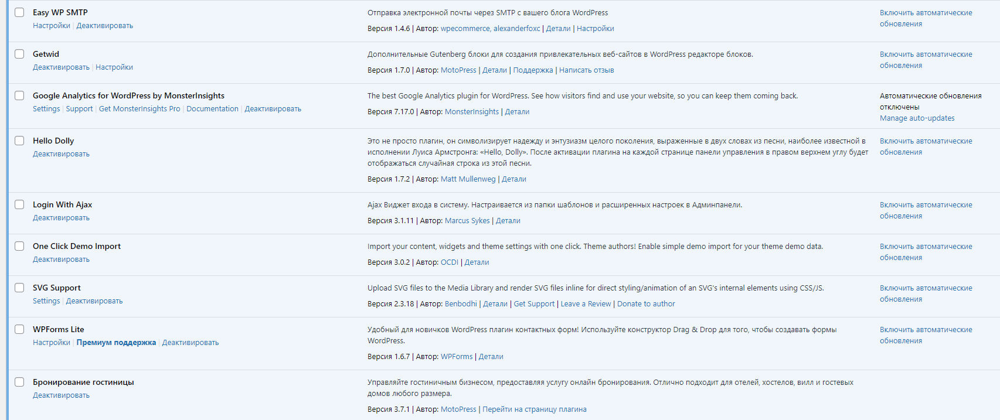 Easy WP SMTP
Настройки | Деактивировать
Отправка электронной почты через SMTP с вашего блога WordPress
Версия 1.4.6 | Автор: wpecommerce, alexanderfoxc | Детали | Настройки
Включить автоматические
обновления
Getwid
Деактивировать | Настройки
Дополнительные Gutenberg блоки для создания привлекательных веб-сайтов в WordPress редакторе блоков.
Версия 1.7.0 | Автор: MotoPress | Детали | Поддержка | Написать отзыв
Включить автоматические
обновления
Google Analytics for WordPress by MonsterInsights
Settings | Support | Get MonsterInsights Pro | Documentation | Деактивировать
The best Google Analytics plugin for WordPress. See how visitors find and use your website, so you can keep them coming back.
Версия 7.17.0 | Автор: MonsterInsights | Детали
Автоматические обновления
отключены
Manage auto-updates
Hello Dolly
Деактивировать
Это не просто плагин, он символизирует надежду и энтузиазм целого поколения, выраженные в двух словах из песни, наиболее известной в
исполнении Луиса Армстронга: «Hello, Dolly». После активации плагина на каждой странице панели управления в правом верхнем углу будет
отображаться случайная строка из этой песни.
Версия 1.7.2 | Автор: Matt Mullenweg | Детали
Включить автоматические
обновления
Login With Ajax
Деактивировать
Ajax Виджет входа в систему. Настраивается из папки шаблонов и расширенных настроек в Админпанели.
Версия 3.1.11 | Автор: Marcus Sykes | Детали
Включить автоматические
обновления
One Click Demo Import
Деактивировать
Import your content, widgets and theme settings with one click. Theme authors! Enable simple demo import for your theme demo data.
Версия 3.0.2 | Автор: OCDI | Детали
Включить автоматические
обновления
SVG Support
Settings | Деактивировать
Upload SVG files to the Media Library and render SVG files inline for direct styling/animation of an SVG's internal elements using CSS/JS.
Версия 2.3.18 | Автор: Benbodhi | Детали | Get Support | Leave a Review | Donate to author
Включить автоматические
обновления
WPForms Lite
Настройки | Премиум поддержка | Деактивировать
Удобный для новичков WordPress плагин контактных форм! Используйте конструктор Drag & Drop для того, чтобы создавать формы
WordPress.
Версия 1.6.7 | Автор: WPForms | Детали
Включить автоматические
обновления
Бронирование гостиницы
Деактивировать
Управляйте гостиничным бизнесом, предоставляя услугу онлайн бронирования. Отлично подходит для отелей, хостелов, вилл и гостевых
домов любого размера.
Версия 3.7.1 | Автор: MotoPress | Перейти на страницу плагина